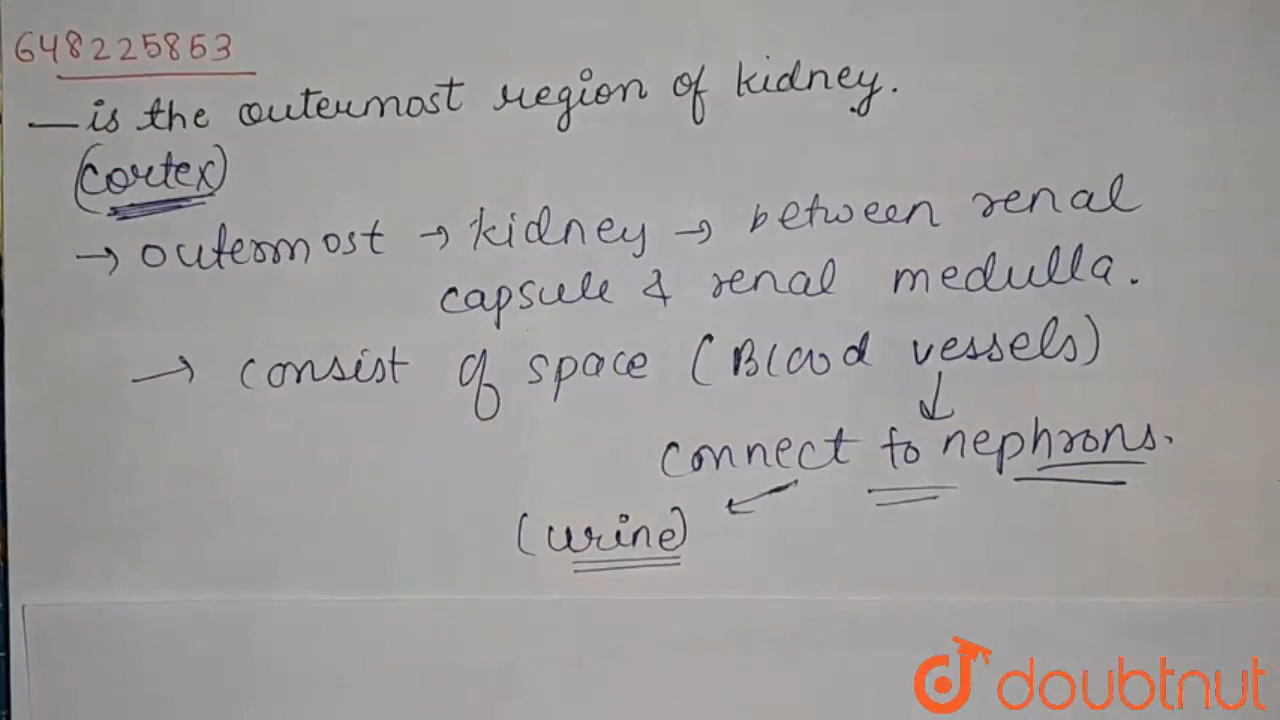 648225853
— is the outermost region of kidney.
(cortex)
→ outermost → kidney → between renal
capsule & renal medulla.
→ consist of space (Blood vessels)
↓
connect to nephrons.
(urine)
doubtnut